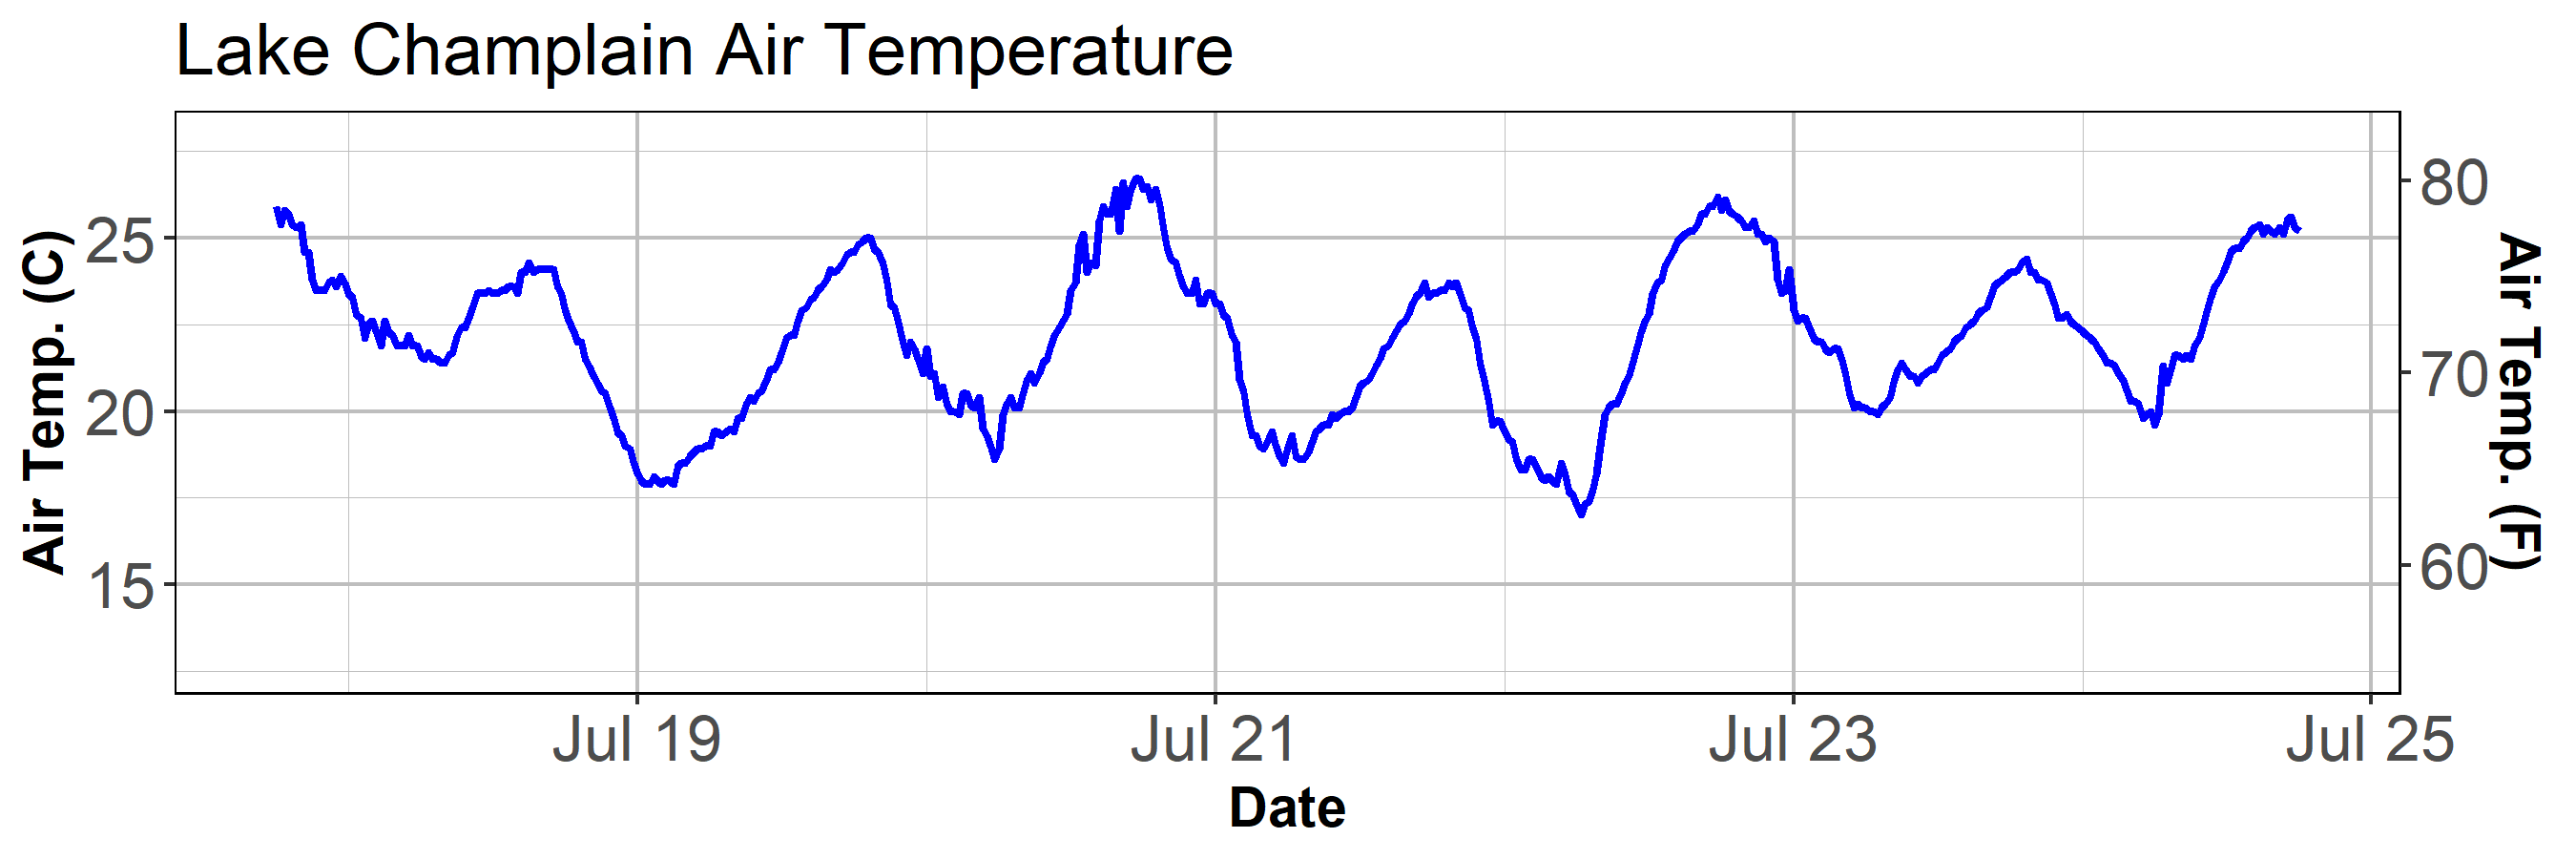 Lake Champlain Air Temperature
Air Temp. (C)
25
20
15
80
70
60
Air Temp. (F)
Jul 19
Jul 21
Jul 23
Jul 25
Date